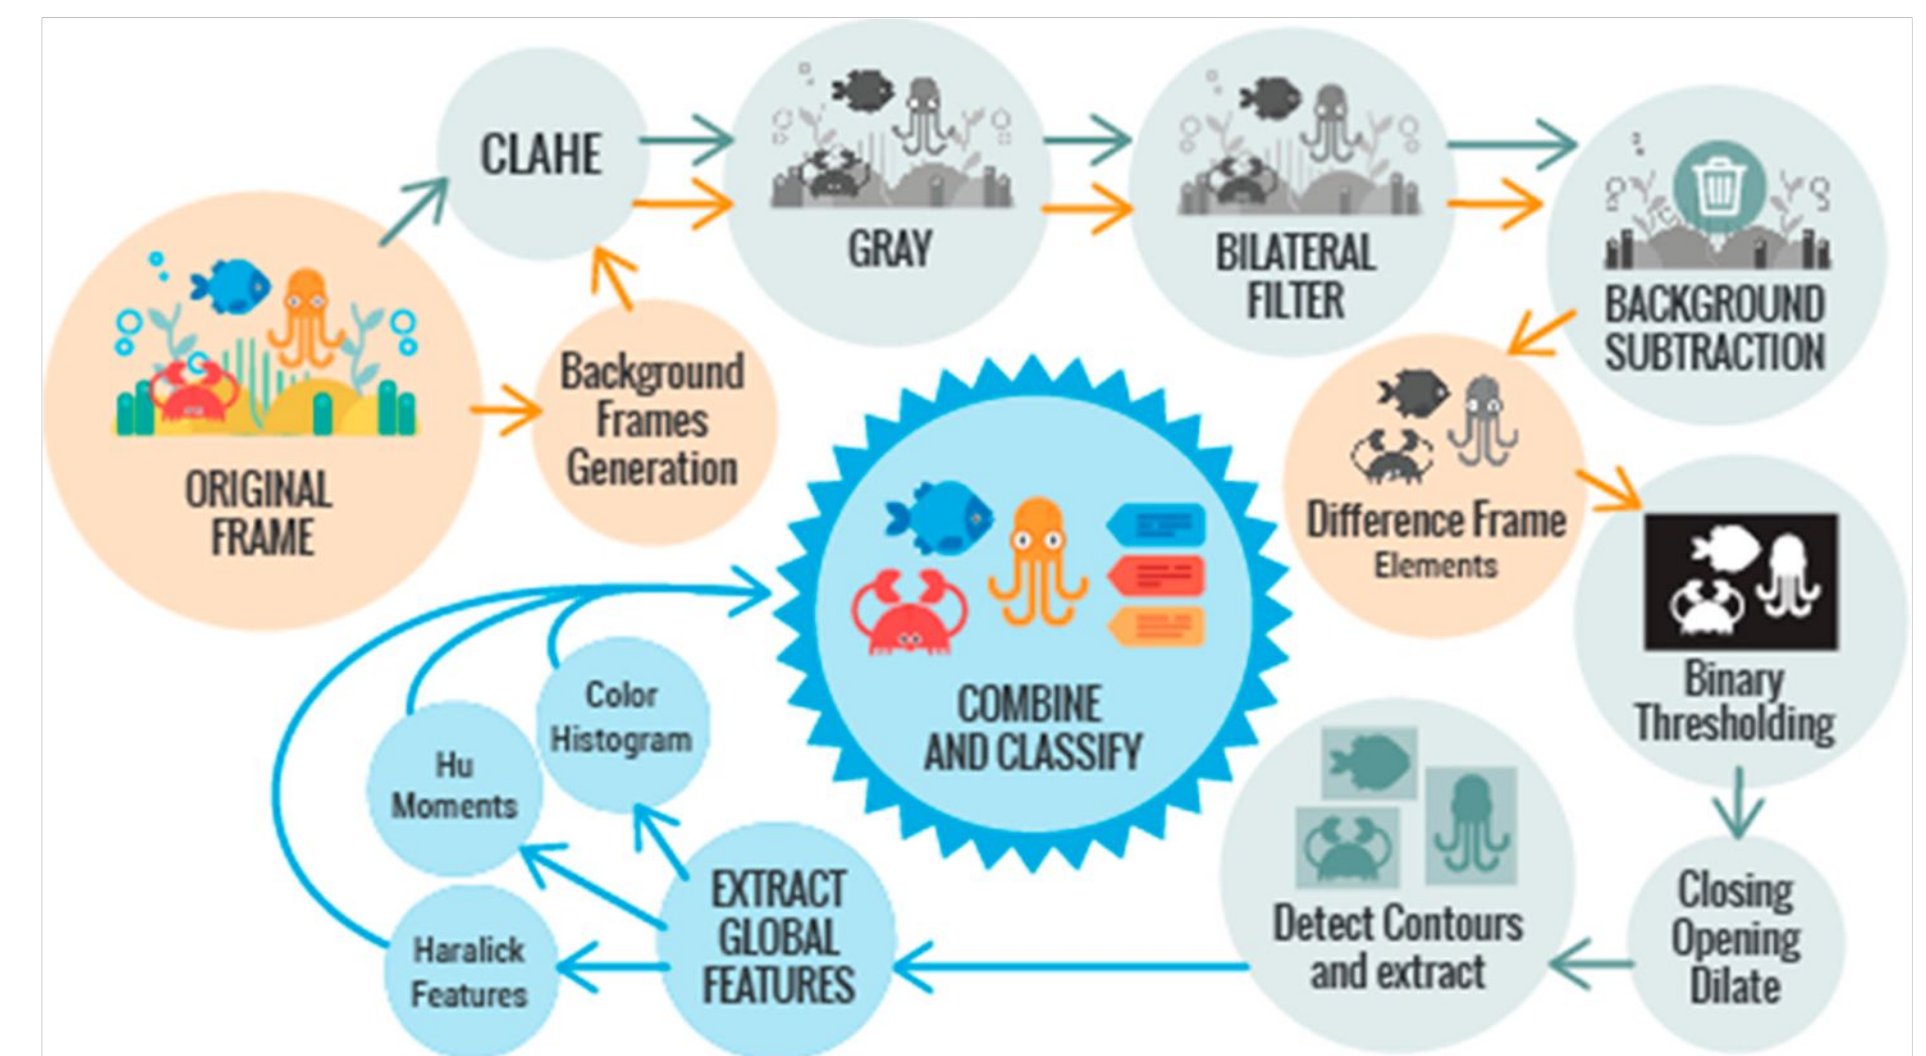 CLAHE
GRAY
BILATERAL
FILTER
BACKGROUND
SUBTRACTION
ORIGINAL
FRAME
Background
Frames
Generation
Difference Frame
Elements
Binary
Thresholding
Closing
Opening
Dilate
Detect Contours
and extract
EXTRACT
GLOBAL
FEATURES
Color
Histogram
Hu
Moments
Haralick
Features
COMBINE
AND CLASSIFY